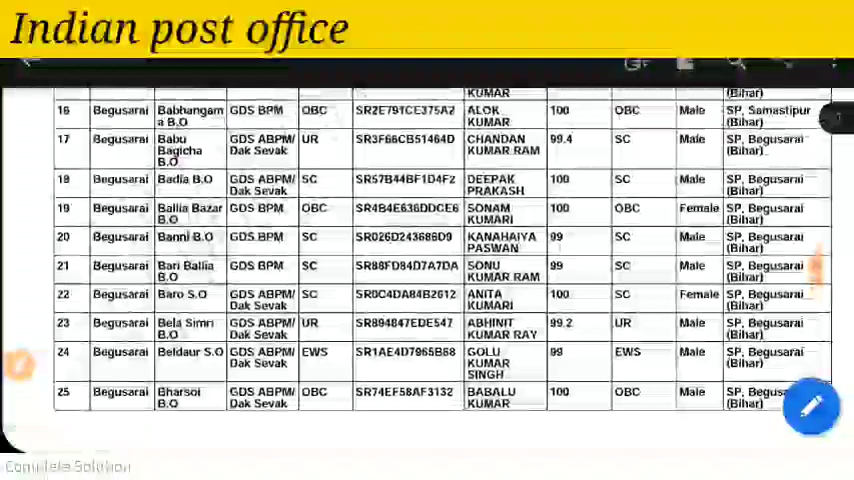 Indian post office
KUMAR (Bihar)
16 Begusarai Babhangam GDS BPM OBC SR2E791CE375A2 ALOK 100 OBC Male SP, Samastipur
a B.O KUMAR (Bihar)
17 Begusarai Babu GDS ABPM/ UR SR3F66CB51464D CHANDAN 99.4 SC Male SP, Begusarai
Bagicha Dak Sevak KUMAR RAM (Bihar)
B.O
18 Begusarai Badia B.O GDS ABPM/ SC SR57B44BF1D4F2 DEEPAK 100 SC Male SP, Begusarai
Dak Sevak PRAKASH (Bihar)
19 Begusarai Ballia Bazar GDS BPM OBC SR4B4E636DDCE6 SONAM 100 OBC Female SP, Begusarai
B.O KUMARI (Bihar)
20 Begusarai Banni B.O GDS BPM SC SR026D243686D9 KANAHAIYA 99 SC Male SP, Begusarai
PASWAN (Bihar)
21 Begusarai Bari Ballia GDS BPM SC SR88FD84D7A7DA SONU 99 SC Male SP, Begusarai
B.O KUMAR RAM (Bihar)
22 Begusarai Baro S.O GDS ABPM/ SC SR0C4DA84B2612 ANITA 100 SC Female SP, Begusarai
Dak Sevak KUMARI (Bihar)
23 Begusarai Bela Simri GDS ABPM/ UR SR894847EDE547 ABHINIT 99.2 UR Male SP, Begusarai
B.O Dak Sevak KUMAR RAY (Bihar)
24 Begusarai Beldaur S.O GDS ABPM/ EWS SR1AE4D7965B68 GOLU 99 EWS Male SP, Begusarai
Dak Sevak KUMAR (Bihar)
SINGH
25 Begusarai Bharsoi GDS ABPM/ OBC SR74EF58AF3132 BABALU 100 OBC Male SP, Begusa
B.O Dak Sevak KUMAR (Bihar)
Complete Solution